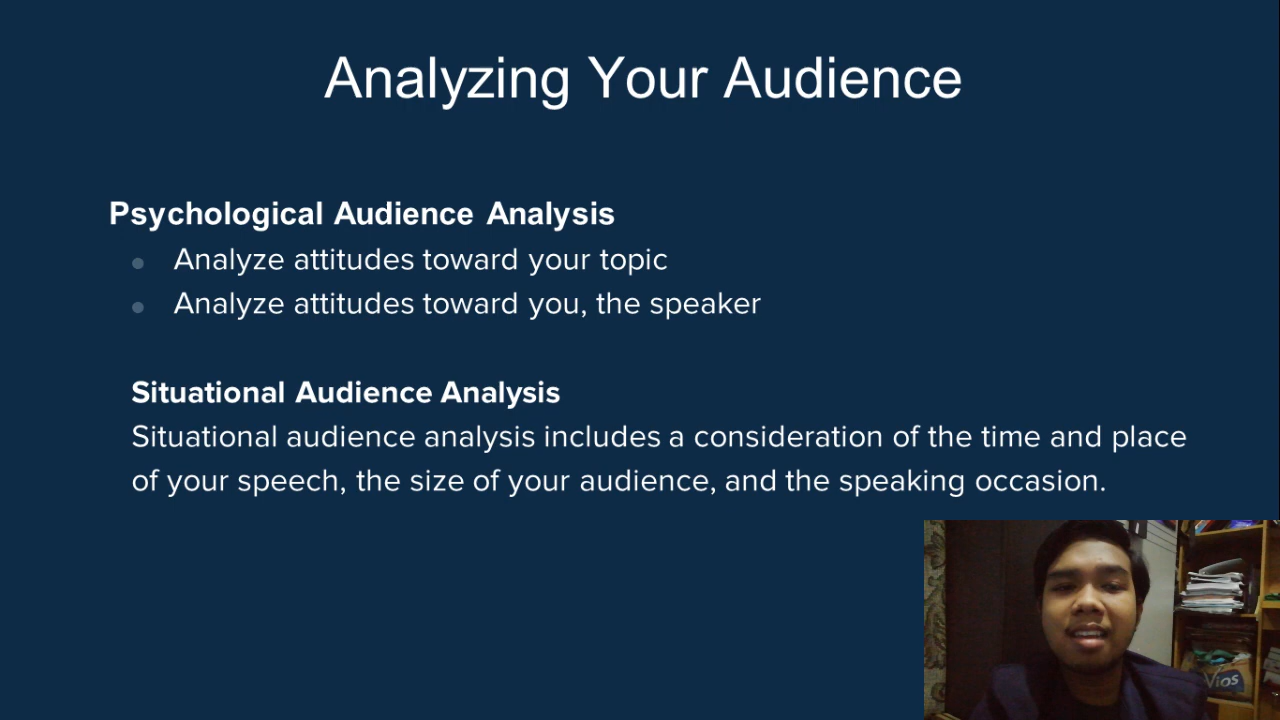 Analyzing Your Audience
Psychological Audience Analysis
Analyze attitudes toward your topic
Analyze attitudes toward you, the speaker
Situational Audience Analysis
Situational audience analysis includes a consideration of the time and place
of your speech, the size of your audience, and the speaking occasion.
Vios